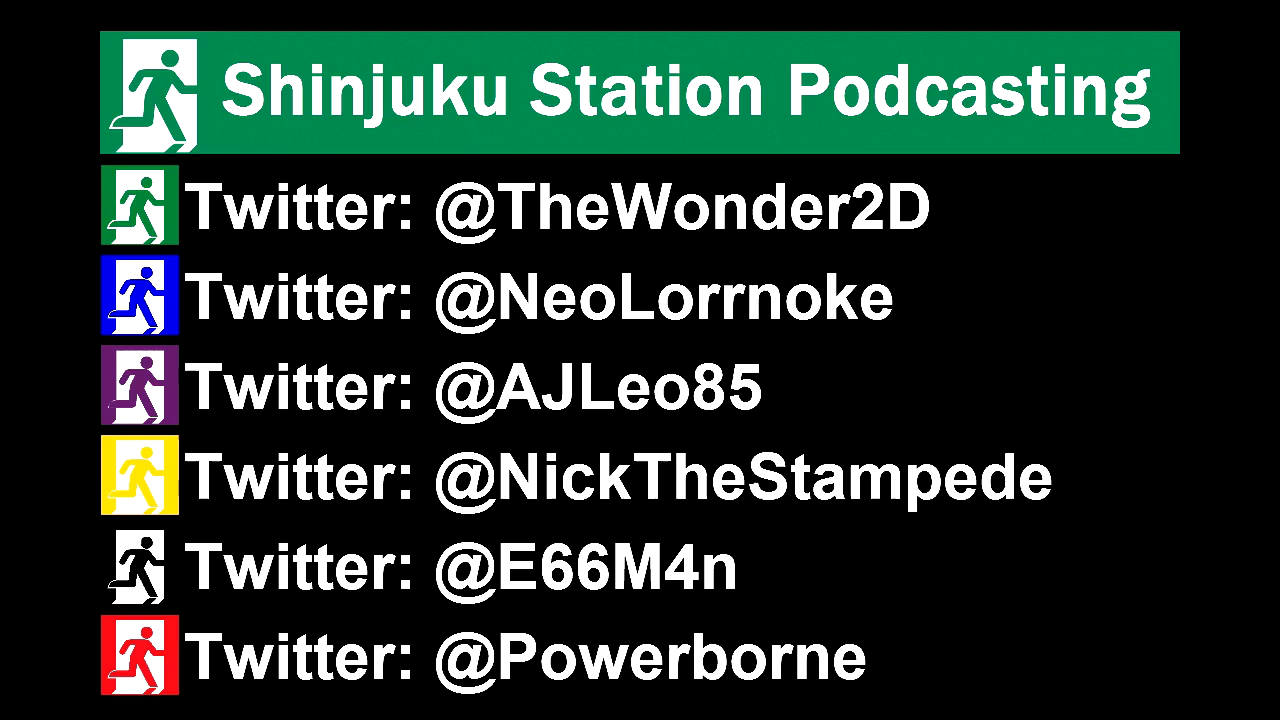 Shinjuku Station Podcasting
Twitter: @TheWonder2D
Twitter: @NeoLorrnoke
Twitter: @AJLeo85
Twitter: @NickTheStampede
Twitter: @E66M4n
Twitter: @Powerborne